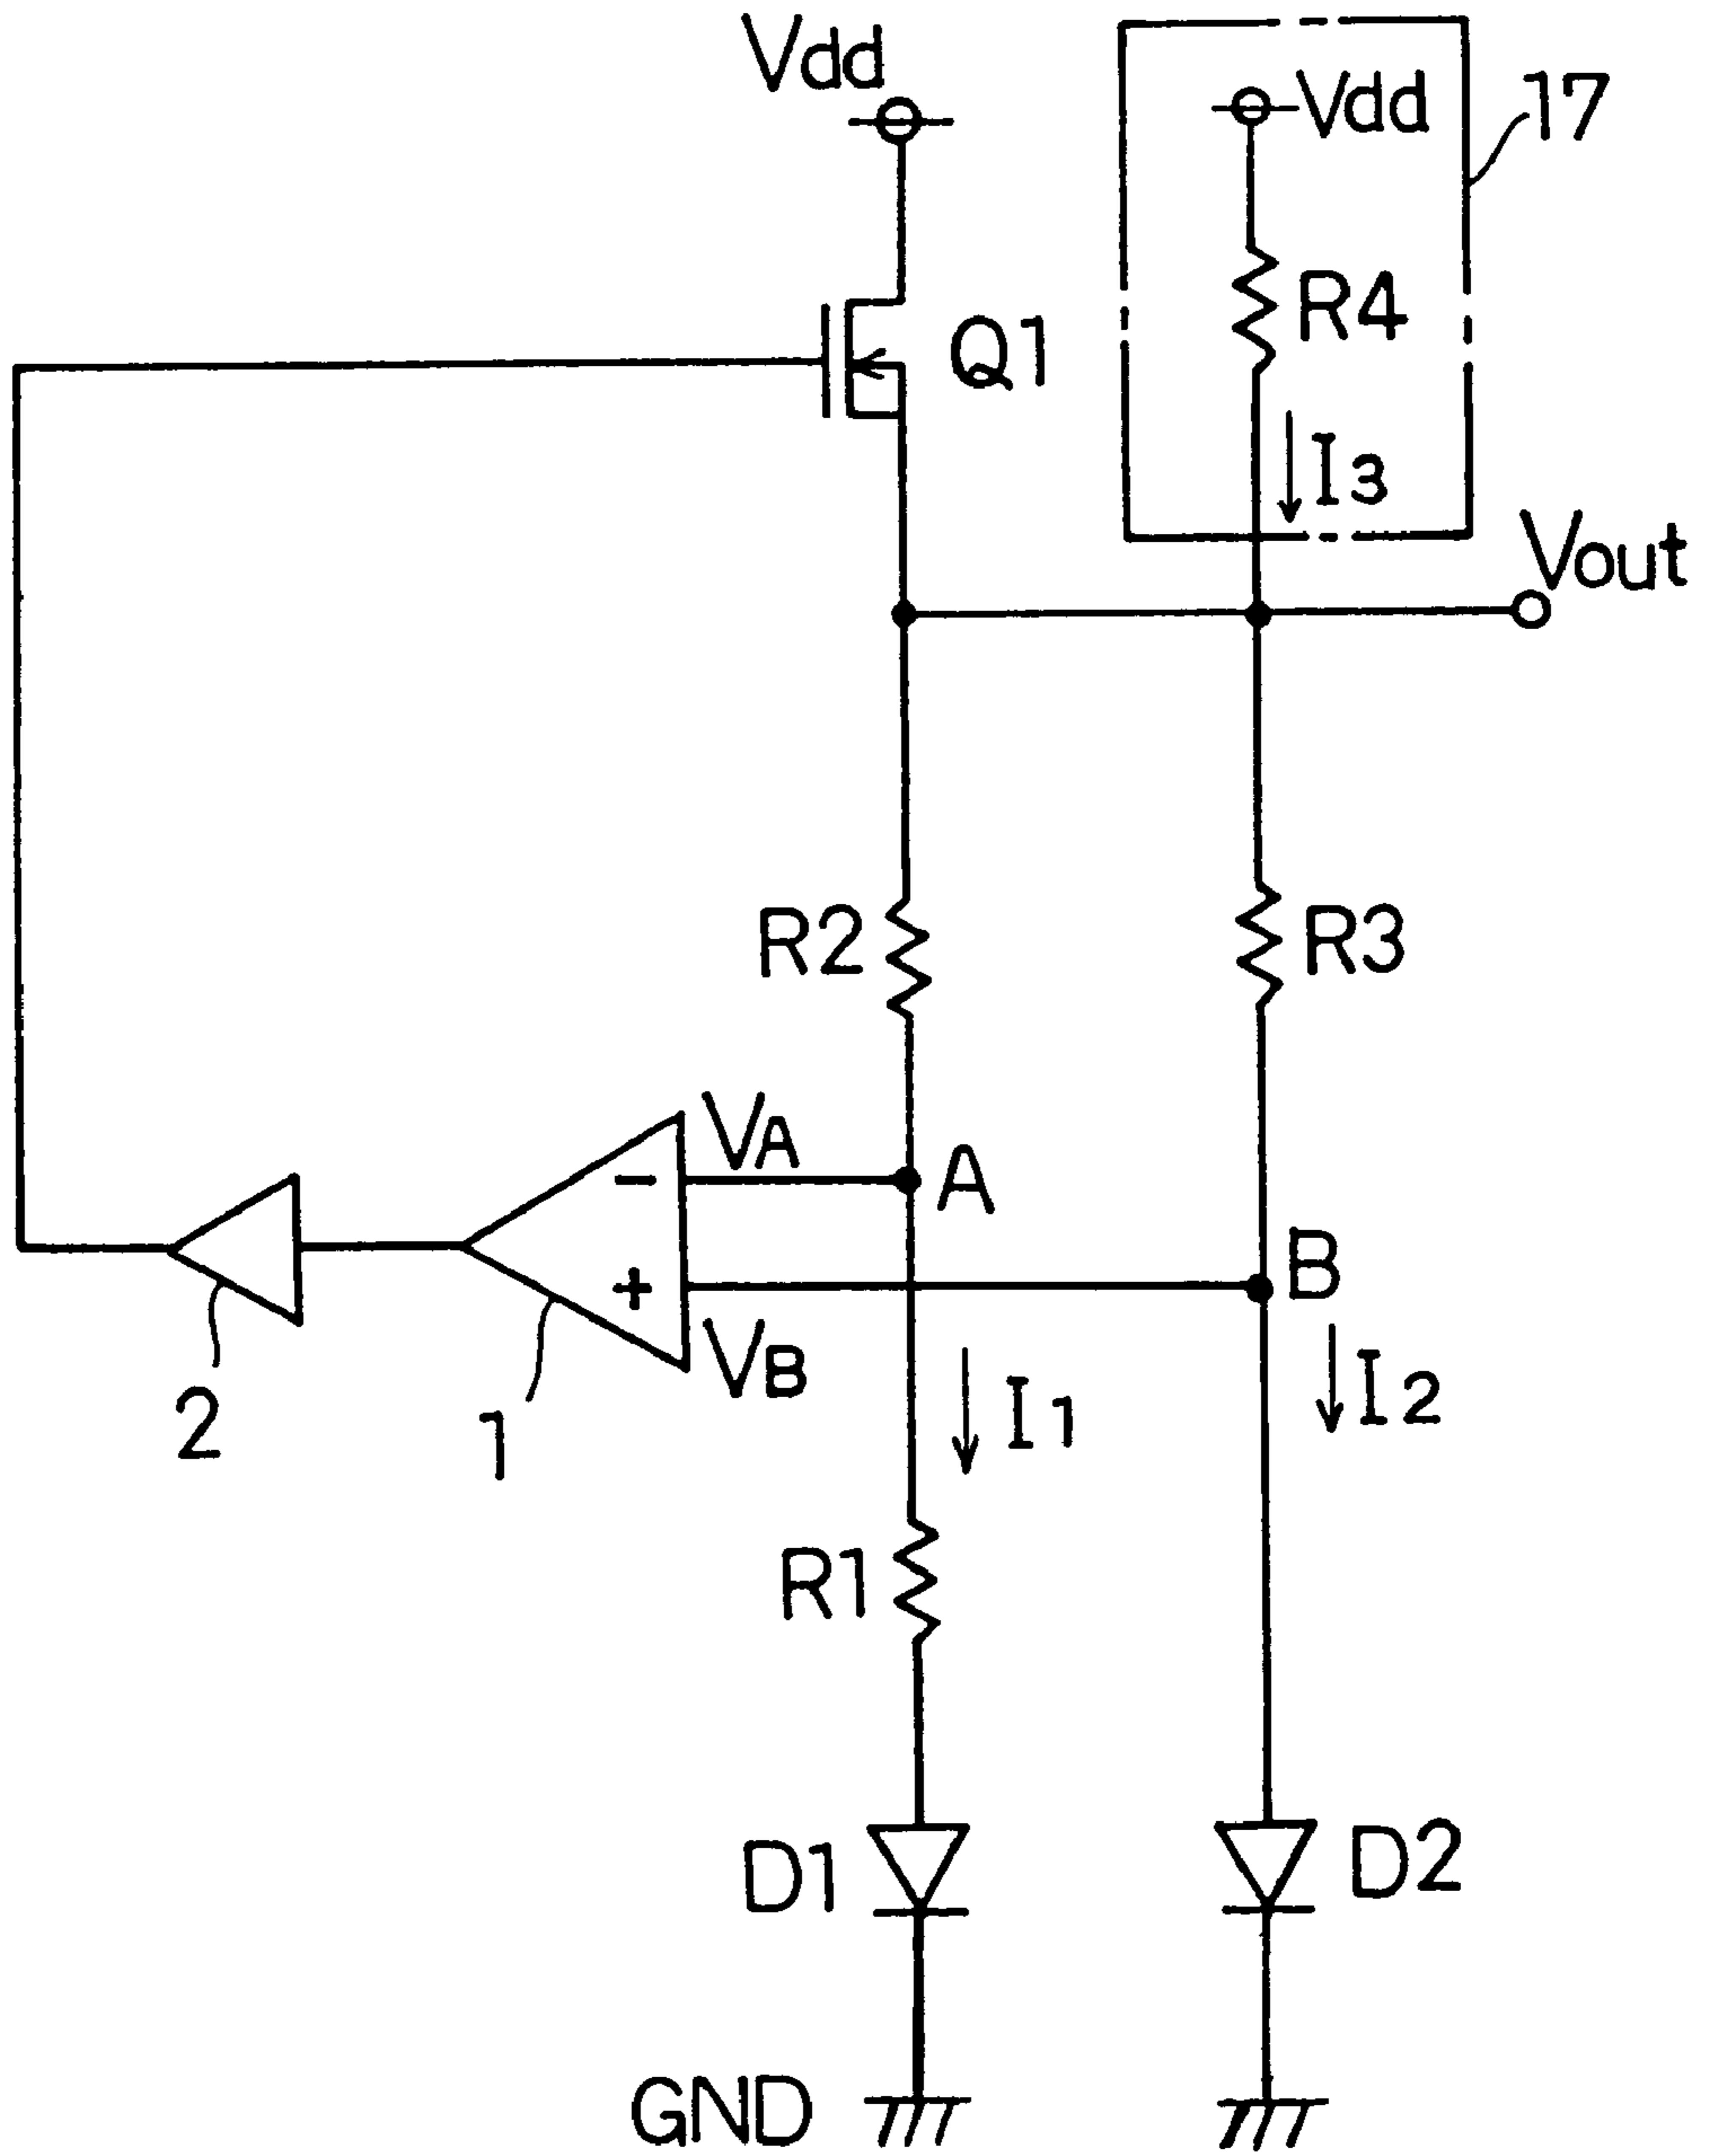 Vdd
Vdd
17
R4
Q1
I3
Vout
R2
R3
VA
A
-
B
+
VB
I2
I1
2
1
R1
D1
D2
GND